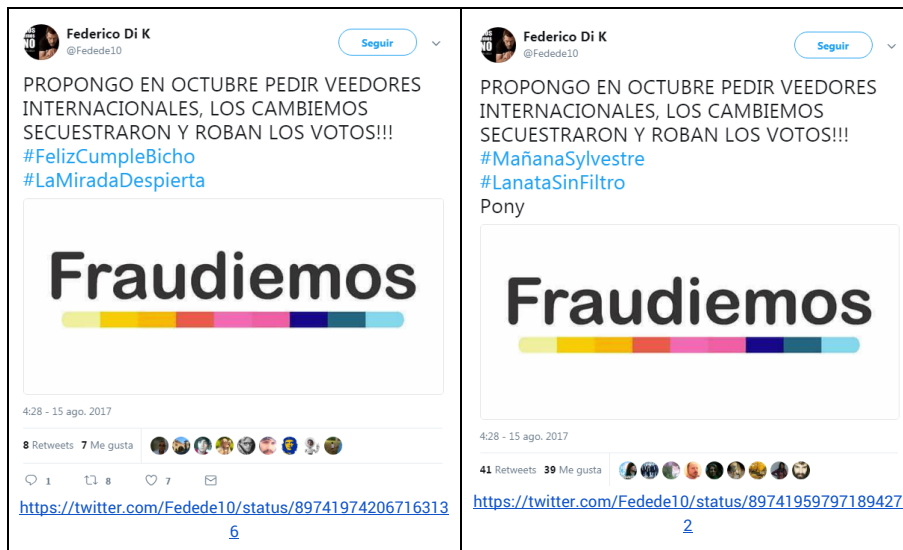 Federico Di K
@Fedede10
Seguir
PROPONGO EN OCTUBRE PEDIR VEEDORES
INTERNACIONALES, LOS CAMBIEMOS
SECUESTRARON Y ROBAN LOS VOTOS!!!
#FelizCumpleBicho
#LaMiradaDespierta
Fraudiemos
4:28 - 15 ago. 2017
8 Retweets 7 Me gusta
1 8 7
https://twitter.com/Fedede10/status/89741974206716313
6
Federico Di K
@Fedede10
Seguir
PROPONGO EN OCTUBRE PEDIR VEEDORES
INTERNACIONALES, LOS CAMBIEMOS
SECUESTRARON Y ROBAN LOS VOTOS!!!
#MañanaSylvestre
#LanataSinFiltro
Pony
Fraudiemos
4:28 - 15 ago. 2017
41 Retweets 39 Me gusta
https://twitter.com/Fedede10/status/89741959797189427
2